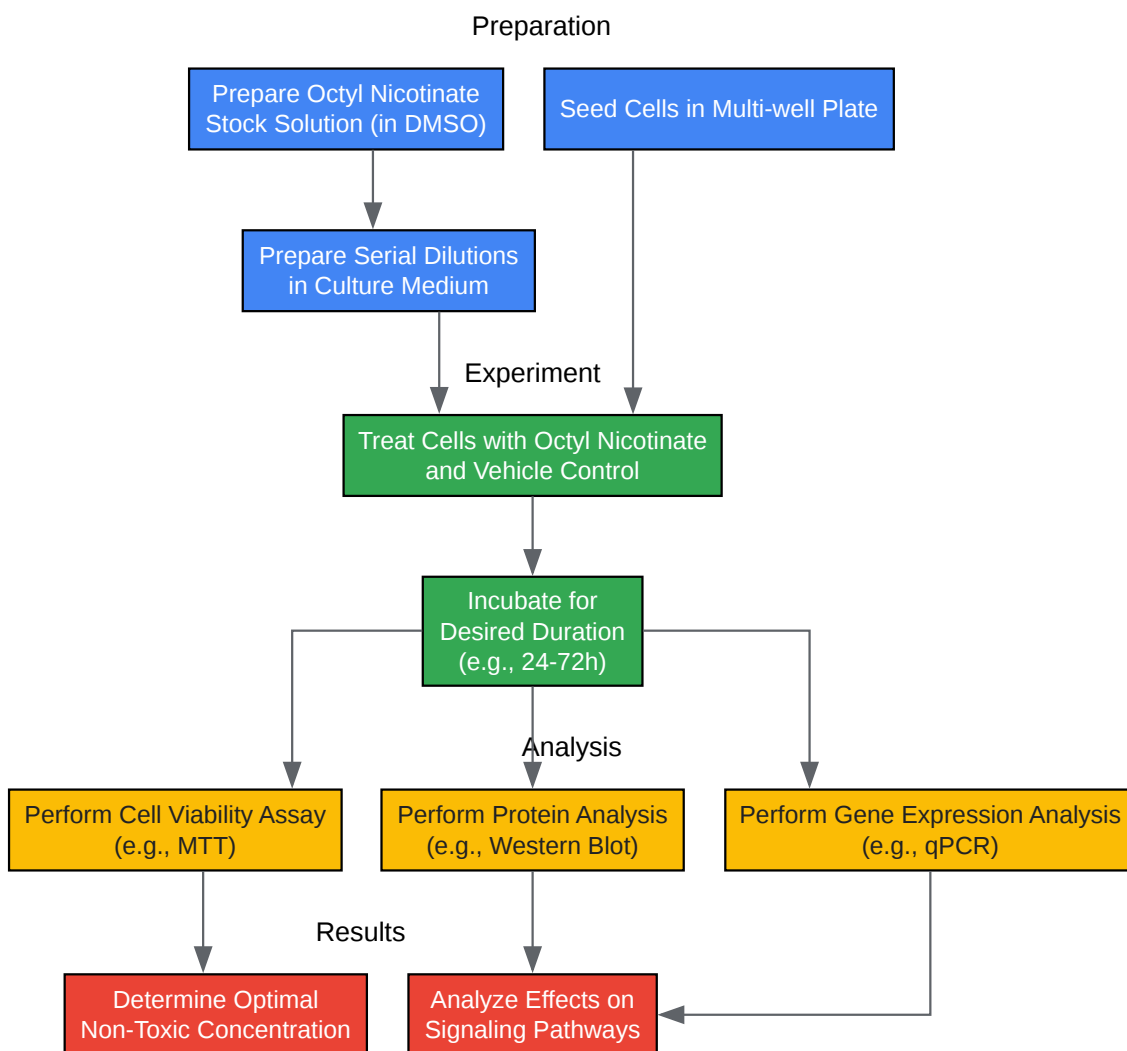 Preparation
Prepare Octyl Nicotinate
Stock Solution (in DMSO)
Seed Cells in Multi-well Plate
Prepare Serial Dilutions
in Culture Medium
Experiment
Treat Cells with Octyl Nicotinate
and Vehicle Control
Incubate for
Desired Duration
(e.g., 24-72h)
Analysis
Perform Cell Viability Assay
(e.g., MTT)
Perform Protein Analysis
(e.g., Western Blot)
Perform Gene Expression Analysis
(e.g., qPCR)
Results
Determine Optimal
Non-Toxic Concentration
Analyze Effects on
Signaling Pathways